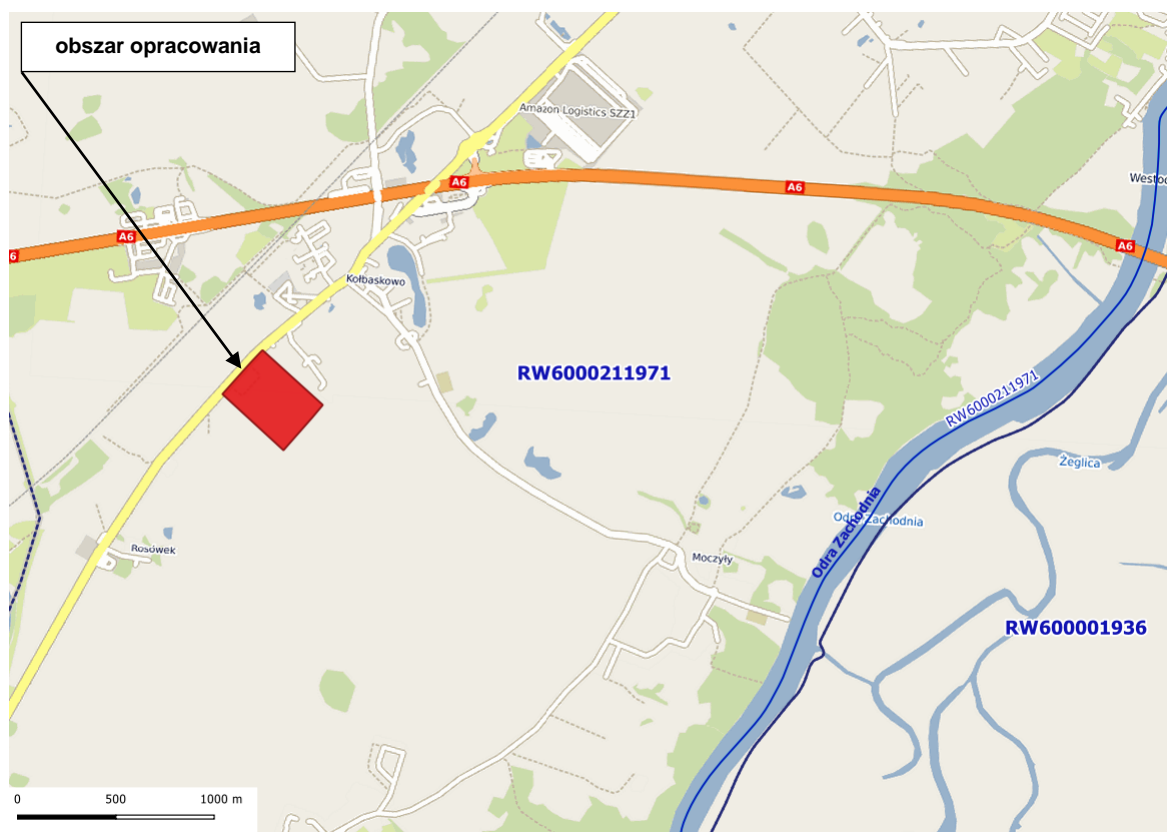 obszar opracowania
Amazon Logistics SZZ1
A6
A6
A6
A6
A6
Westoc
Kołbaskowo
RW6000211971
RW6000211971
Żeglica
Odra Zachodnia
Odra Zachodnia
Rosówek
Moczyły
RW600001936
0 500 1000 m